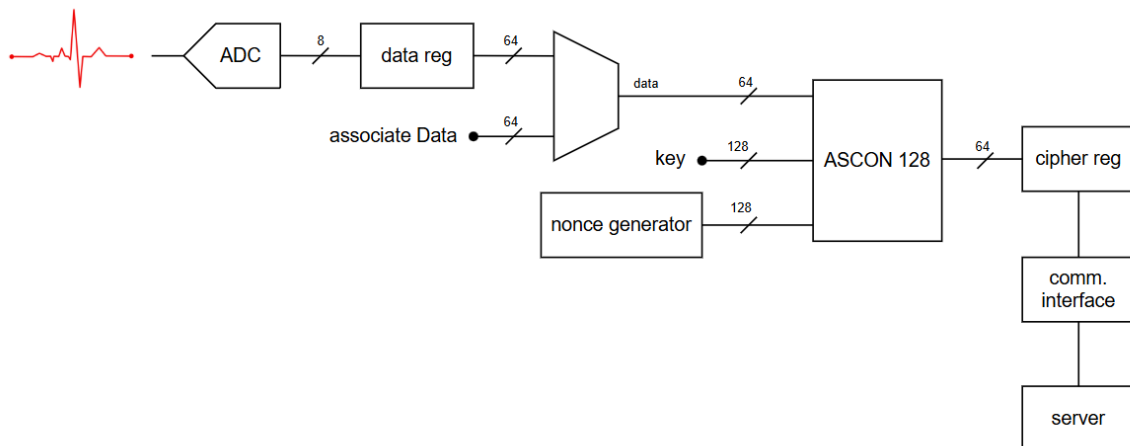 ADC
8
data reg
64
associate Data
64
data
64
key
128
nonce generator
128
ASCON 128
64
cipher reg
comm.
interface
server